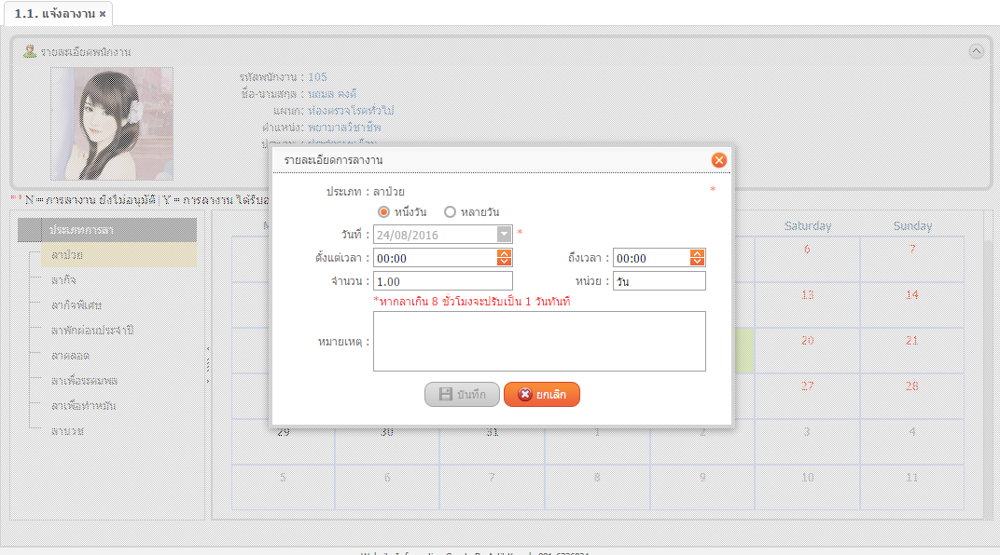 1.1. แจ้งลางาน ×
รายละเอียดพนักงาน
รหัสพนักงาน : 105
ชื่อ-นามสกุล :
แผนก: ห้องตรวจโรคทั่วไป
ตำแหน่ง: พยาบาลวิชาชีพ
รายละเอียดการลางาน
ประเภท : ลาป่วย *
หนึ่งวัน หลายวัน
วันที่ : 24/08/2016 *
ตั้งแต่เวลา : 00:00 ถึงเวลา : 00:00
จำนวน : 1.00 หน่วย : วัน
*หากลาเกิน 8 ชั่วโมงจะปรับเป็น 1 วันทันที
หมายเหตุ :
บันทึก ยกเลิก
** N = การลางาน ยังไม่อนุมัติ | Y = การลางาน ได้รับ
ประเภทการลา
ลาป่วย
ลากิจ
ลากิจพิเศษ
ลาพักผ่อนประจำปี
ลาคลอด
ลาเพื่อระดมพล
ลาเพื่อทำหมัน
ลาบวช
Saturday Sunday
6 7
13 14
20 21
27 28
29 30 31 1 2 3 4
5 6 7 8 9 10 11